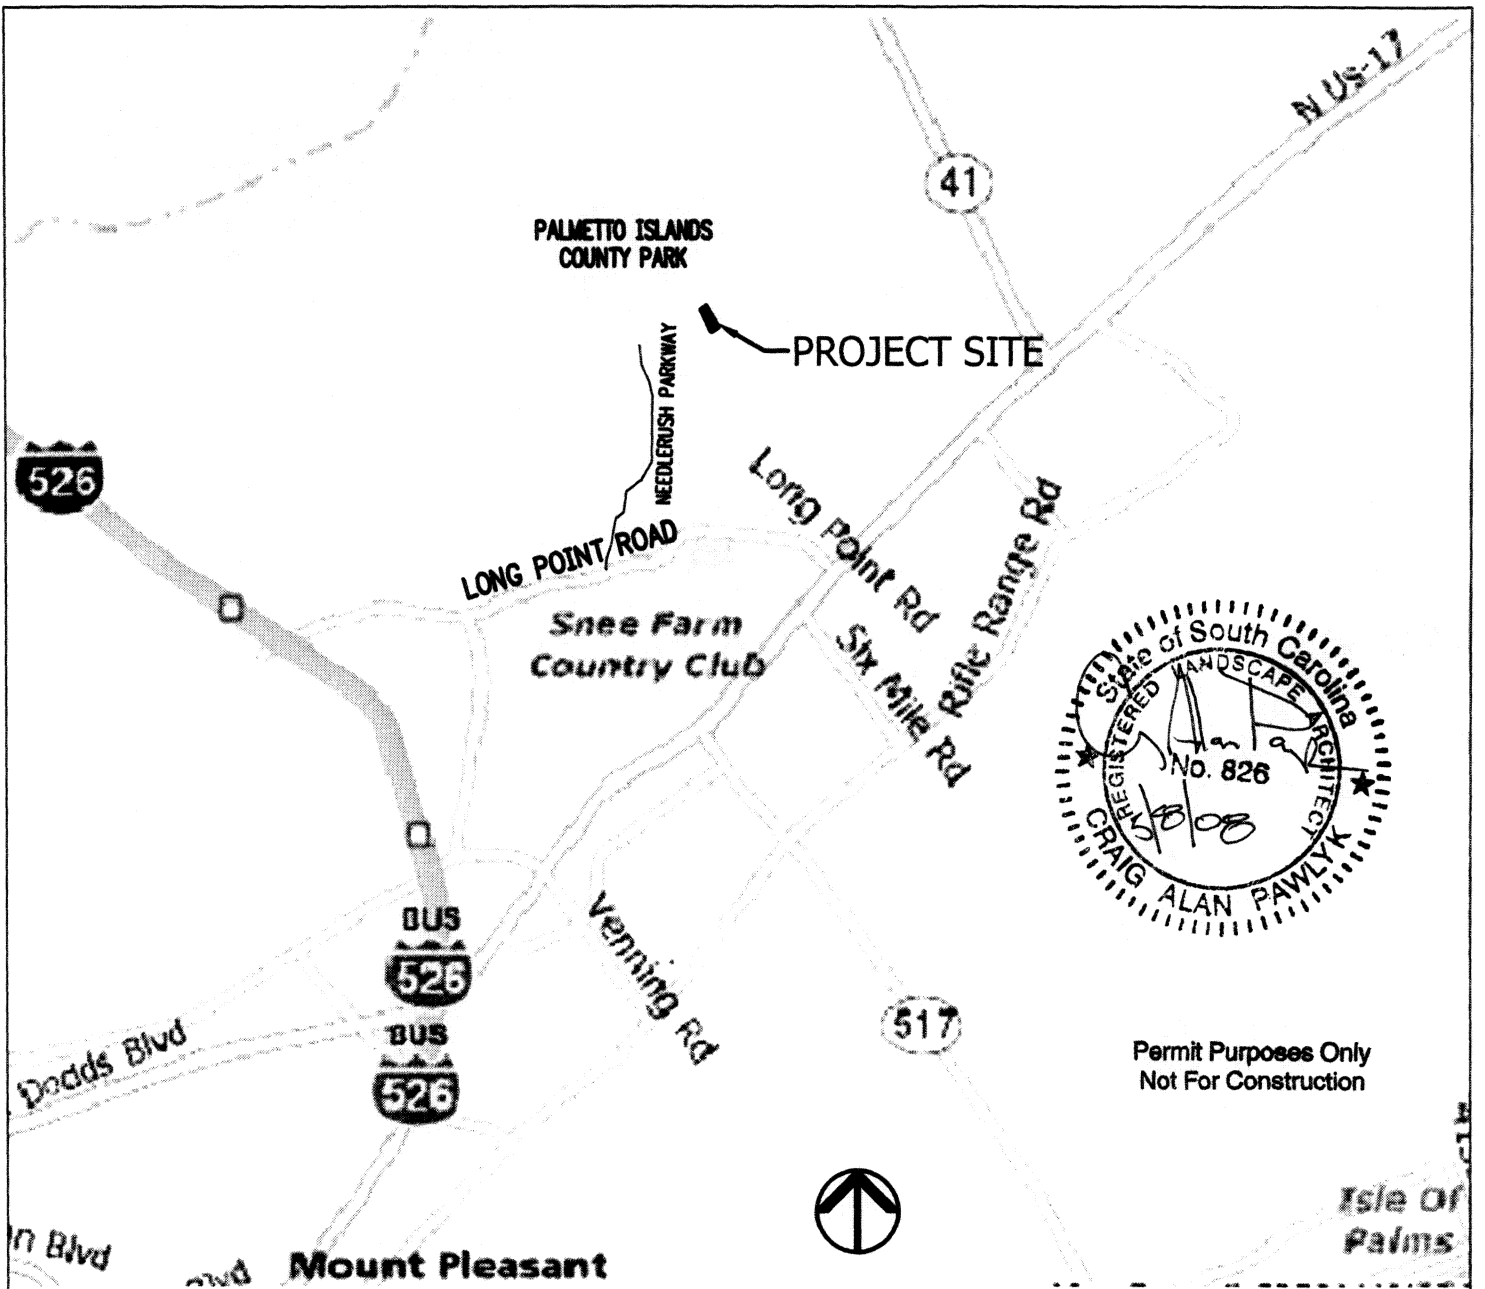 N US-17
41
PALMETTO ISLANDS
COUNTY PARK
PROJECT SITE
NEEDLERUSH PARKWAY
526
Long Point Rd
LONG POINT ROAD
Rifle Range Rd
Snee Farm
Country Club
Six Mile Rd
State of South Carolina
REGISTERED LANDSCAPE ARCHITECT
No. 826
CRAIG ALAN PAWLYK
BUS
526
Venning Rd
517
BUS
526
Dodds Blvd
Permit Purposes Only
Not For Construction
Isle Of
Palms
Blvd
Mount Pleasant